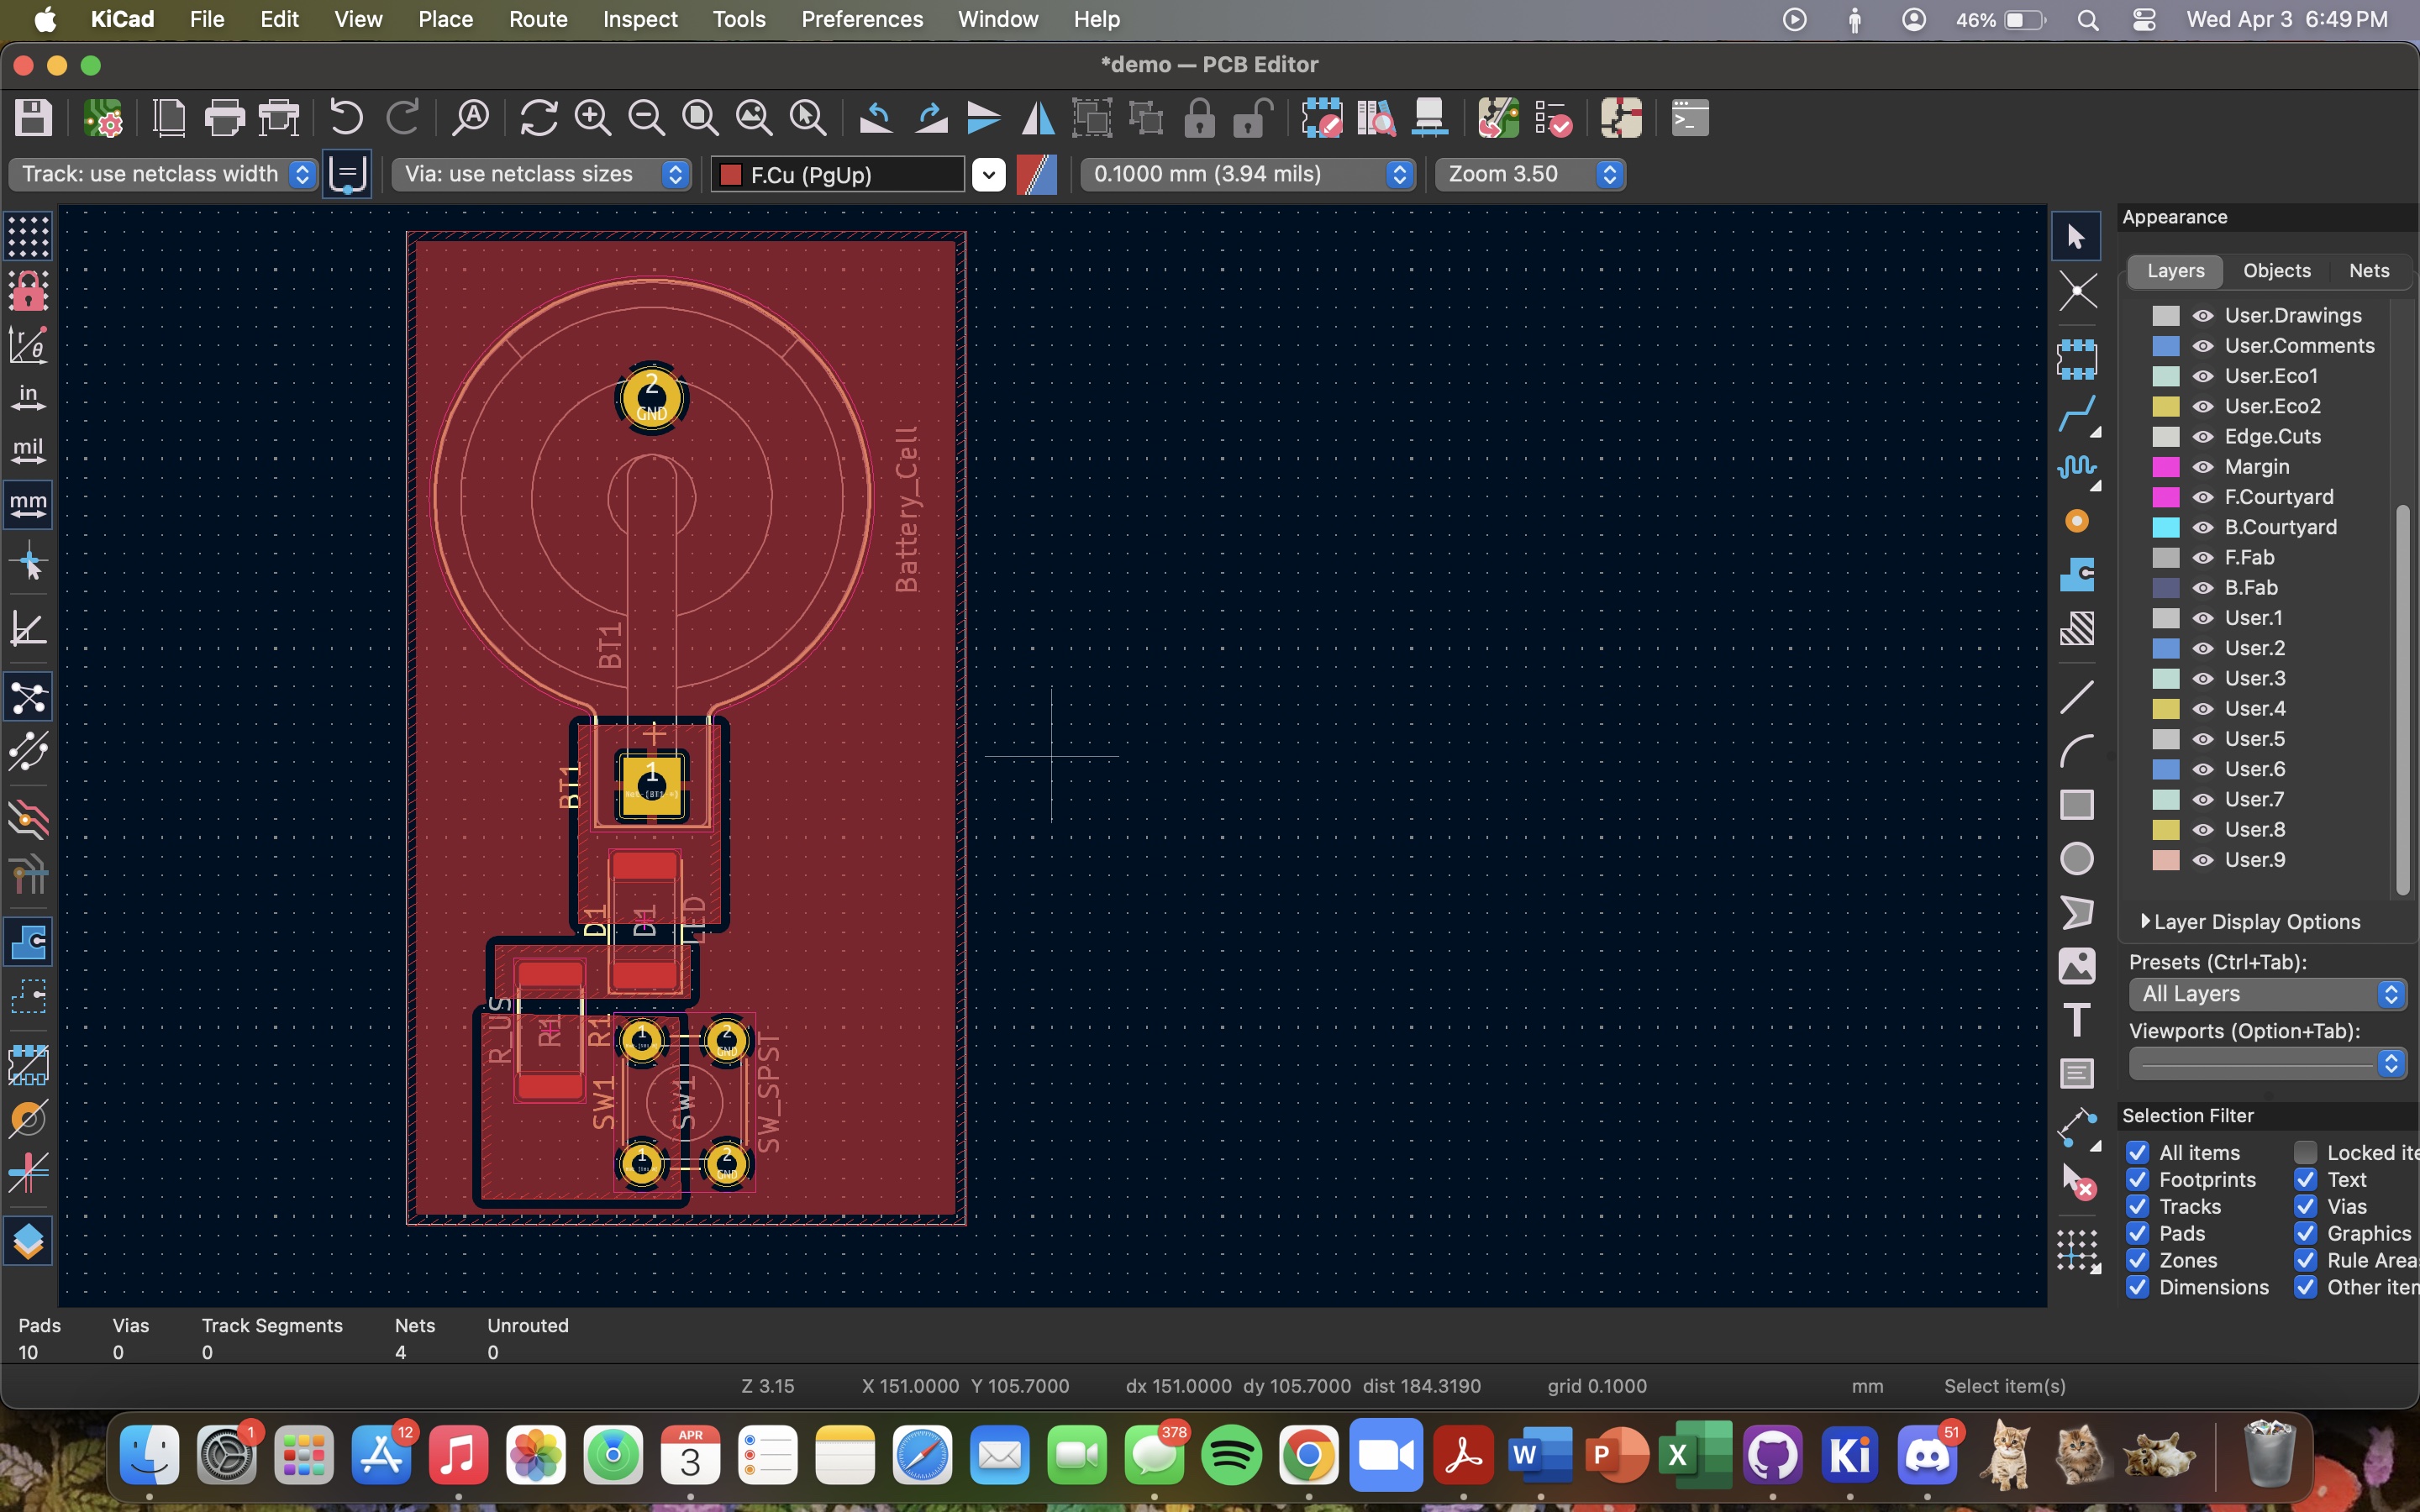 KiCad File Edit View Place Route Inspect Tools Preferences Window Help 46% Wed Apr 3 6:49 PM
*demo — PCB Editor
Track: use netclass width Via: use netclass sizes F.Cu (PgUp) 0.1000 mm (3.94 mils) Zoom 3.50
Appearance
Layers Objects Nets
User.Drawings
User.Comments
User.Eco1
User.Eco2
Edge.Cuts
Margin
F.Courtyard
B.Courtyard
F.Fab
B.Fab
User.1
User.2
User.3
User.4
User.5
User.6
User.7
User.8
User.9
Layer Display Options
Presets (Ctrl+Tab):
All Layers
Viewports (Option+Tab):
Selection Filter
All items Locked ite
Footprints Text
Tracks Vias
Pads Graphics
Zones Rule Area
Dimensions Other iten
r
θ
in
mil
mm
2
GND
Battery_Cell
BT1
+
BT1
1
D1 D1 LED
R_US R1 R1
1 2
GND
SW1 SW1 SW_SPST
1 2
GND
Pads Vias Track Segments Nets Unrouted
10 0 0 4 0
Z 3.15 X 151.0000 Y 105.7000 dx 151.0000 dy 105.7000 dist 184.3190 grid 0.1000 mm Select item(s)
1 12 APR 3 378 W P X Ki 51